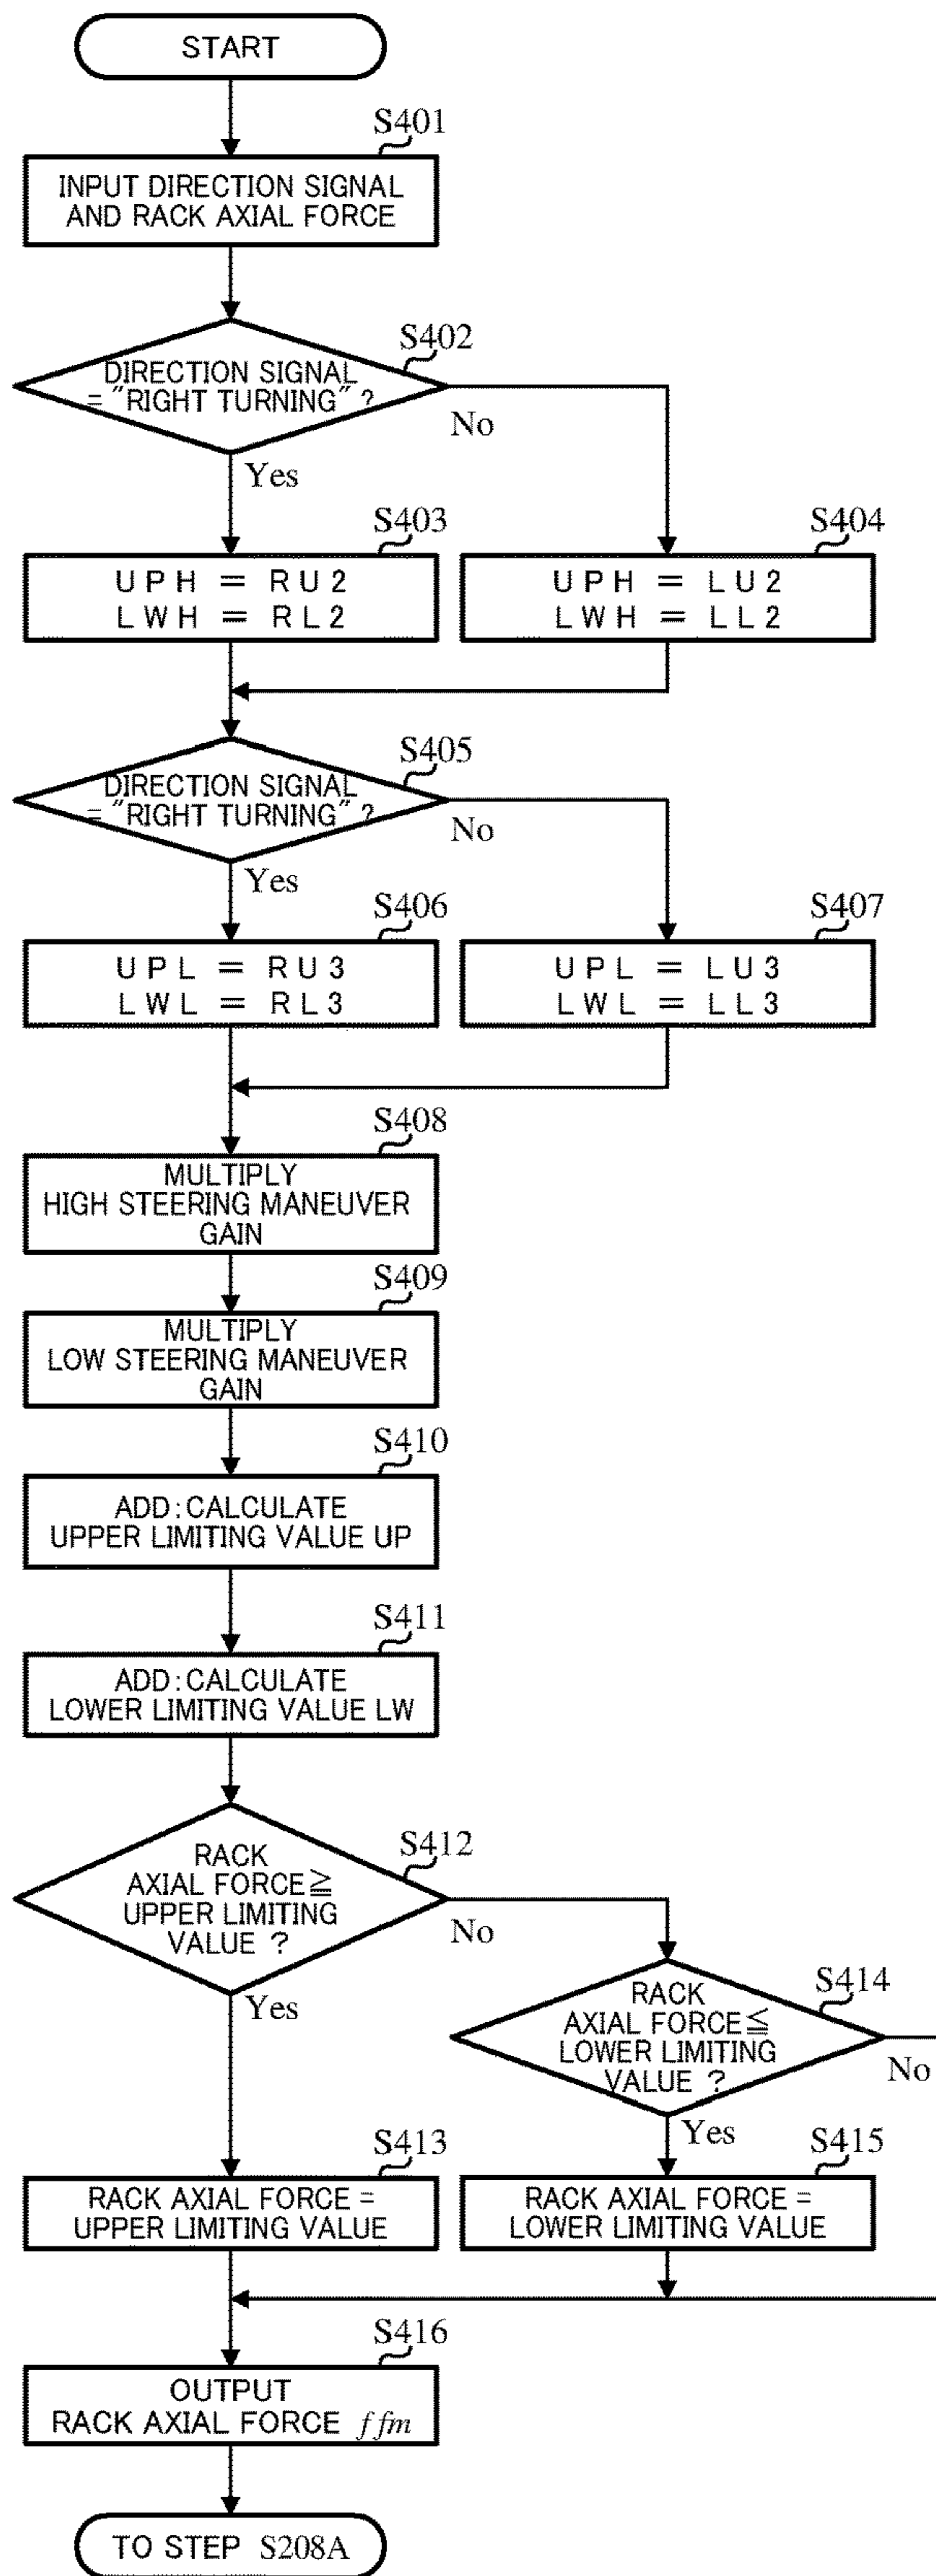 START
S401
INPUT DIRECTION SIGNAL
AND RACK AXIAL FORCE
S402
DIRECTION SIGNAL
= "RIGHT TURNING" ?
No
Yes
S403
UPH = RU2
LWH = RL2
S404
UPH = LU2
LWH = LL2
S405
DIRECTION SIGNAL
= "RIGHT TURNING" ?
No
Yes
S406
UPL = RU3
LWL = RL3
S407
UPL = LU3
LWL = LL3
S408
MULTIPLY
HIGH STEERING MANEUVER
GAIN
S409
MULTIPLY
LOW STEERING MANEUVER
GAIN
S410
ADD:CALCULATE
UPPER LIMITING VALUE UP
S411
ADD:CALCULATE
LOWER LIMITING VALUE LW
S412
RACK
AXIAL FORCE≧
UPPER LIMITING
VALUE ?
No
Yes
S414
RACK
AXIAL FORCE≦
LOWER LIMITING
VALUE ?
No
Yes
S413
RACK AXIAL FORCE =
UPPER LIMITING VALUE
S415
RACK AXIAL FORCE =
LOWER LIMITING VALUE
S416
OUTPUT
RACK AXIAL FORCE ffm
TO STEP S208A